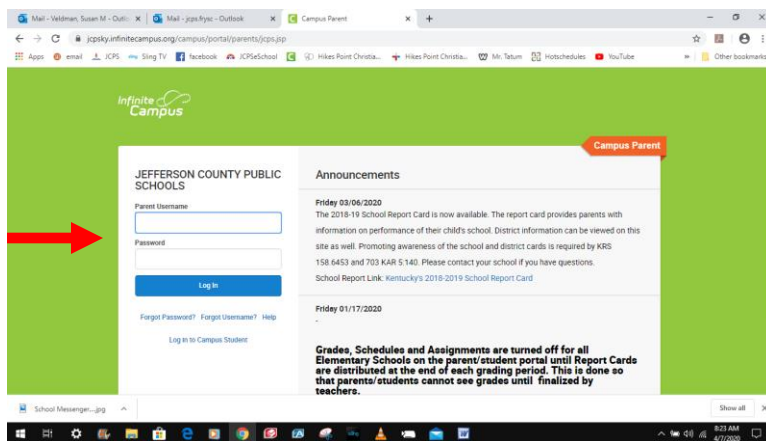 Mail - Veldman, Susan M - Outlo
Mail - jcps.frysc - Outlook
Campus Parent
jcpsky.infinitecampus.org/campus/portal/parents/jcps.jsp
Apps
email
JCPS
Sling TV
facebook
JCPSeSchool
Hikes Point Christia...
Hikes Point Christia...
Mr. Tatum
Hotschedules
YouTube
Other bookmarks
Infinite
Campus
Campus Parent
JEFFERSON COUNTY PUBLIC
SCHOOLS
Parent Username
Password
Log In
Forgot Password? Forgot Username? Help
Log in to Campus Student
Announcements
Friday 03/06/2020
The 2018-19 School Report Card is now available. The report card provides parents with
information on performance of their child's school. District information can be viewed on this
site as well. Promoting awareness of the school and district cards is required by KRS
158.6453 and 703 KAR 5:140. Please contact your school if you have questions.
School Report Link: Kentucky's 2018-2019 School Report Card
Friday 01/17/2020
-
Grades, Schedules and Assignments are turned off for all
Elementary Schools on the parent/student portal until Report Cards
are distributed at the end of each grading period. This is done so
that parents/students cannot see grades until finalized by
teachers.
School Messenger....jpg
Show all
8:23 AM
4/7/2020